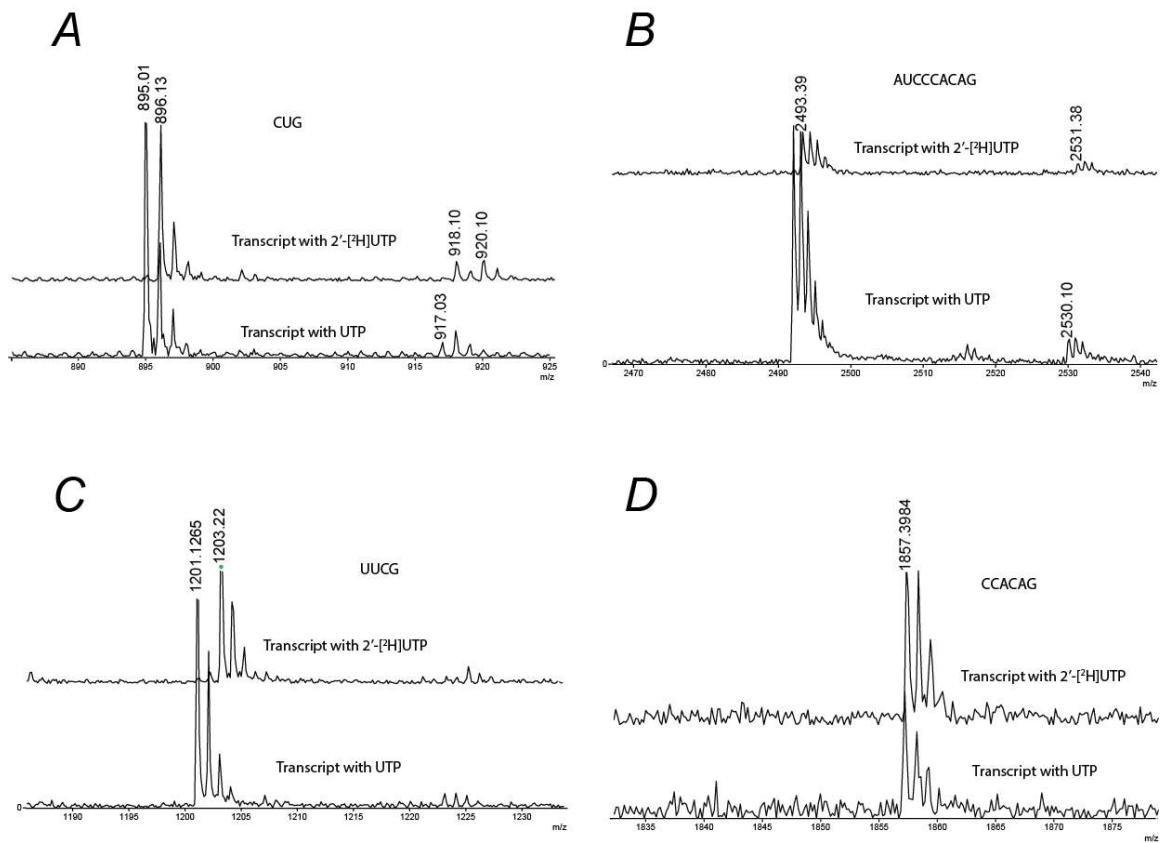 A
895.01
896.13
CUG
Transcript with 2′-[²H]UTP
918.10
920.10
917.03
Transcript with UTP
0
890 895 900 905 910 915 920 925
m/z
B
2493.39
AUCCCACAG
Transcript with 2′-[²H]UTP
2531.38
Transcript with UTP
2530.10
0
2470 2480 2490 2500 2510 2520 2530 2540
m/z
C
1201.1265
1203.22
UUCG
Transcript with 2′-[²H]UTP
Transcript with UTP
0
1190 1195 1200 1205 1210 1215 1220 1225 1230
m/z
D
1857.3984
CCACAG
Transcript with 2′-[²H]UTP
Transcript with UTP
0
1835 1840 1845 1850 1855 1860 1865 1870 1875
m/z